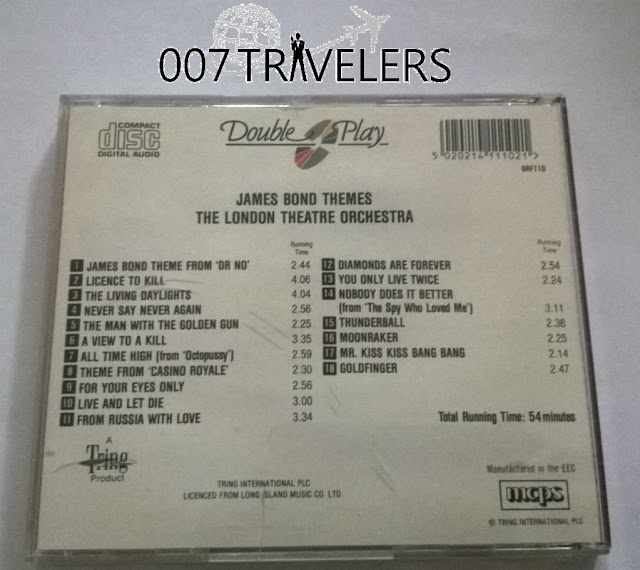 007 TRAVELERS
COMPACT
disc
DIGITAL AUDIO
Double Play
5 020214 111021 >
GRF110
JAMES BOND THEMES
THE LONDON THEATRE ORCHESTRA
Running
Time
1 JAMES BOND THEME FROM 'DR NO' 2.44
2 LICENCE TO KILL 4.06
3 THE LIVING DAYLIGHTS 4.04
4 NEVER SAY NEVER AGAIN 2.56
5 THE MAN WITH THE GOLDEN GUN 2.25
6 A VIEW TO A KILL 3.35
7 ALL TIME HIGH (from 'Octopussy') 2.59
8 THEME FROM 'CASINO ROYALE' 2.30
9 FOR YOUR EYES ONLY 2.56
10 LIVE AND LET DIE 3.00
11 FROM RUSSIA WITH LOVE 3.34
Running
Time
12 DIAMONDS ARE FOREVER 2.54
13 YOU ONLY LIVE TWICE 2.24
14 NOBODY DOES IT BETTER
(from 'The Spy Who Loved Me') 3.11
15 THUNDERBALL 2.36
16 MOONRAKER 2.25
17 MR. KISS KISS BANG BANG 2.14
18 GOLDFINGER 2.47
Total Running Time: 54 minutes
A
Tring
Product
TRING INTERNATIONAL PLC
LICENCED FROM LONG ISLAND MUSIC CO. LTD
Manufactured in the EEC
mcps
© TRING INTERNATIONAL PLC